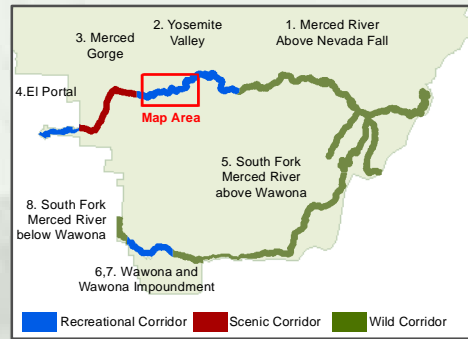 1. Merced River
Above Nevada Fall
2. Yosemite
Valley
3. Merced
Gorge
4.El Portal
Map Area
5. South Fork
Merced River
above Wawona
8. South Fork
Merced River
below Wawona
6,7. Wawona and
Wawona Impoundment
Recreational Corridor
Scenic Corridor
Wild Corridor